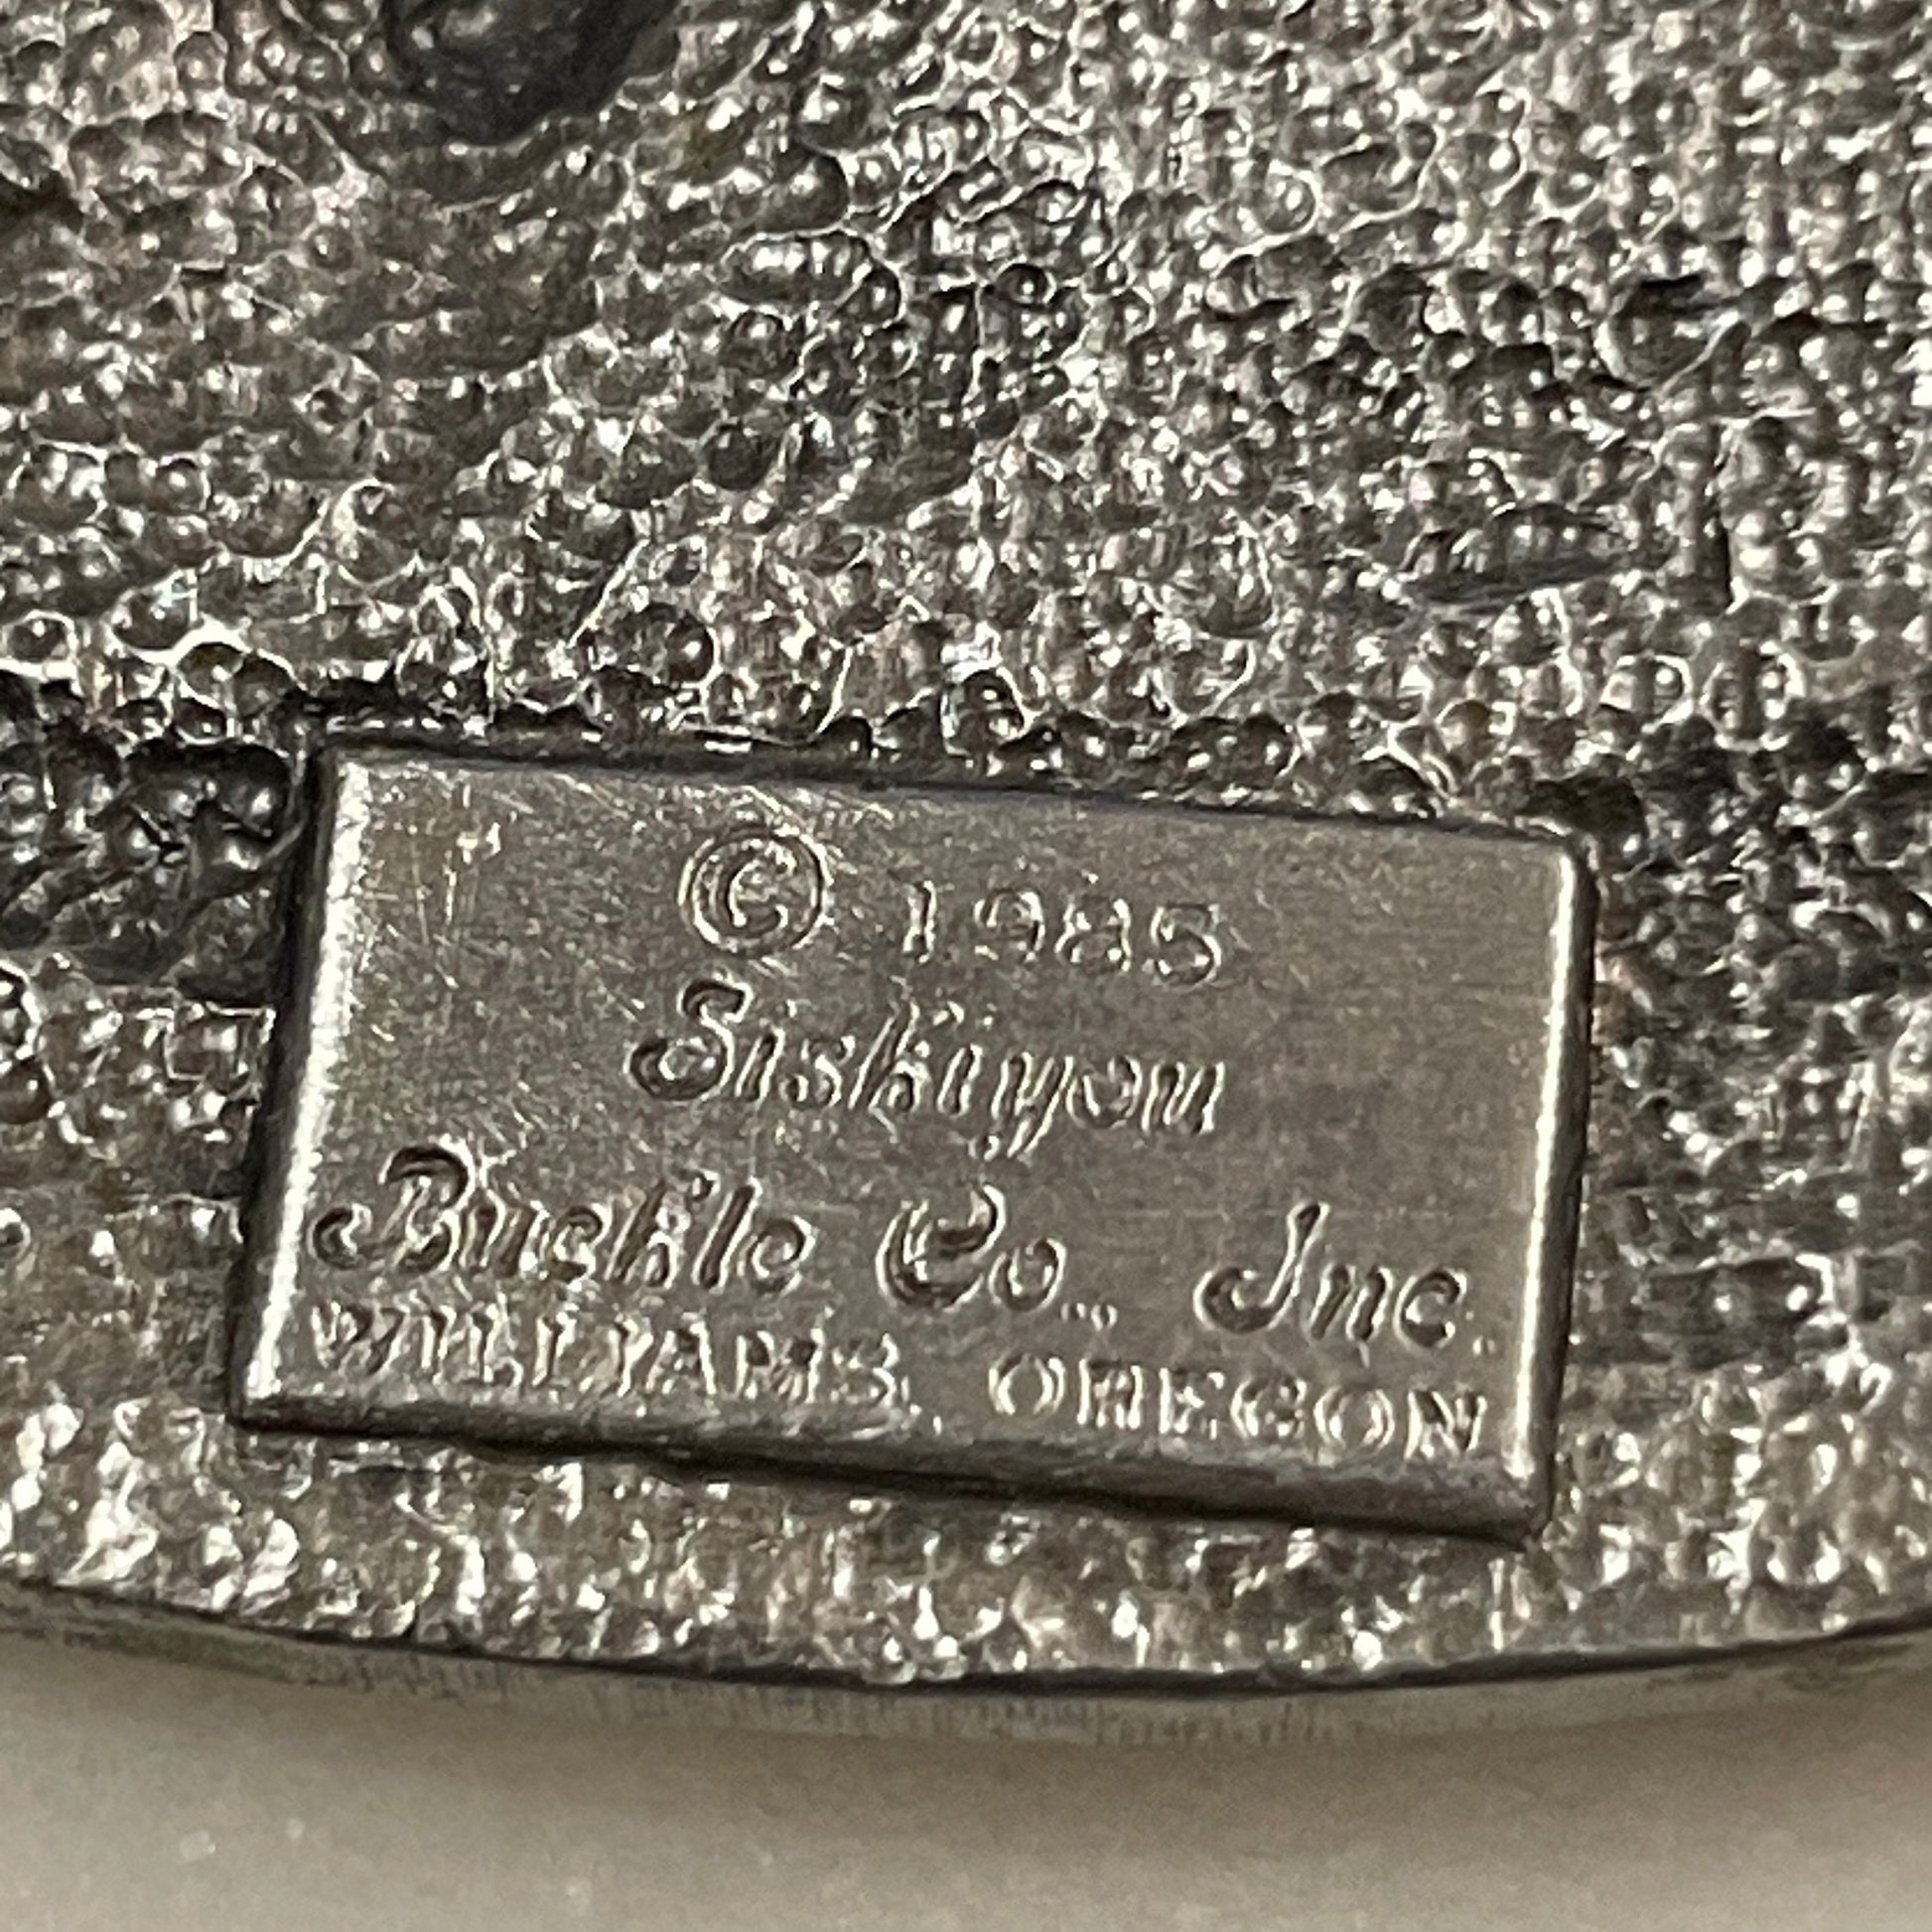 © 1985
Siskiyou
Buckle Co., Inc.
WILLIAMS, OREGON